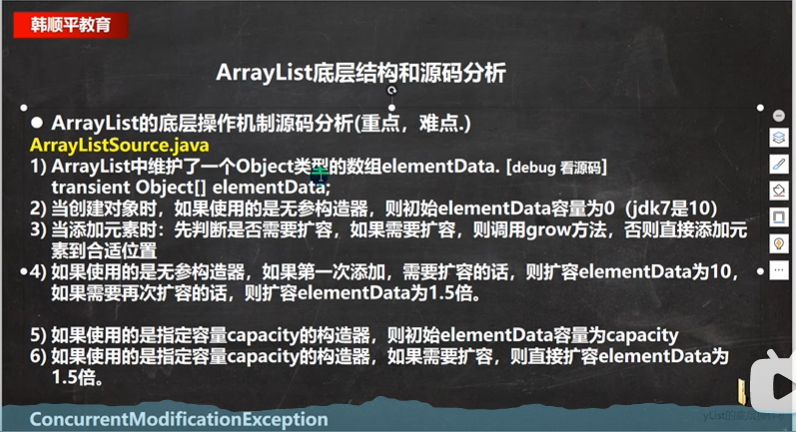 韩顺平教育
ArrayList底层结构和源码分析
● ArrayList的底层操作机制源码分析(重点，难点.)
ArrayListSource.java
1) ArrayList中维护了一个Object类型的数组elementData. [debug 看源码]
transient Object[] elementData;
2) 当创建对象时，如果使用的是无参构造器，则初始elementData容量为0（jdk7是10）
3) 当添加元素时：先判断是否需要扩容，如果需要扩容，则调用grow方法，否则直接添加元
素到合适位置
4) 如果使用的是无参构造器，如果第一次添加，需要扩容的话，则扩容elementData为10，
如果需要再次扩容的话，则扩容elementData为1.5倍。
5) 如果使用的是指定容量capacity的构造器，则初始elementData容量为capacity
6) 如果使用的是指定容量capacity的构造器，如果需要扩容，则直接扩容elementData为
1.5倍。
ConcurrentModificationException
yList的底层